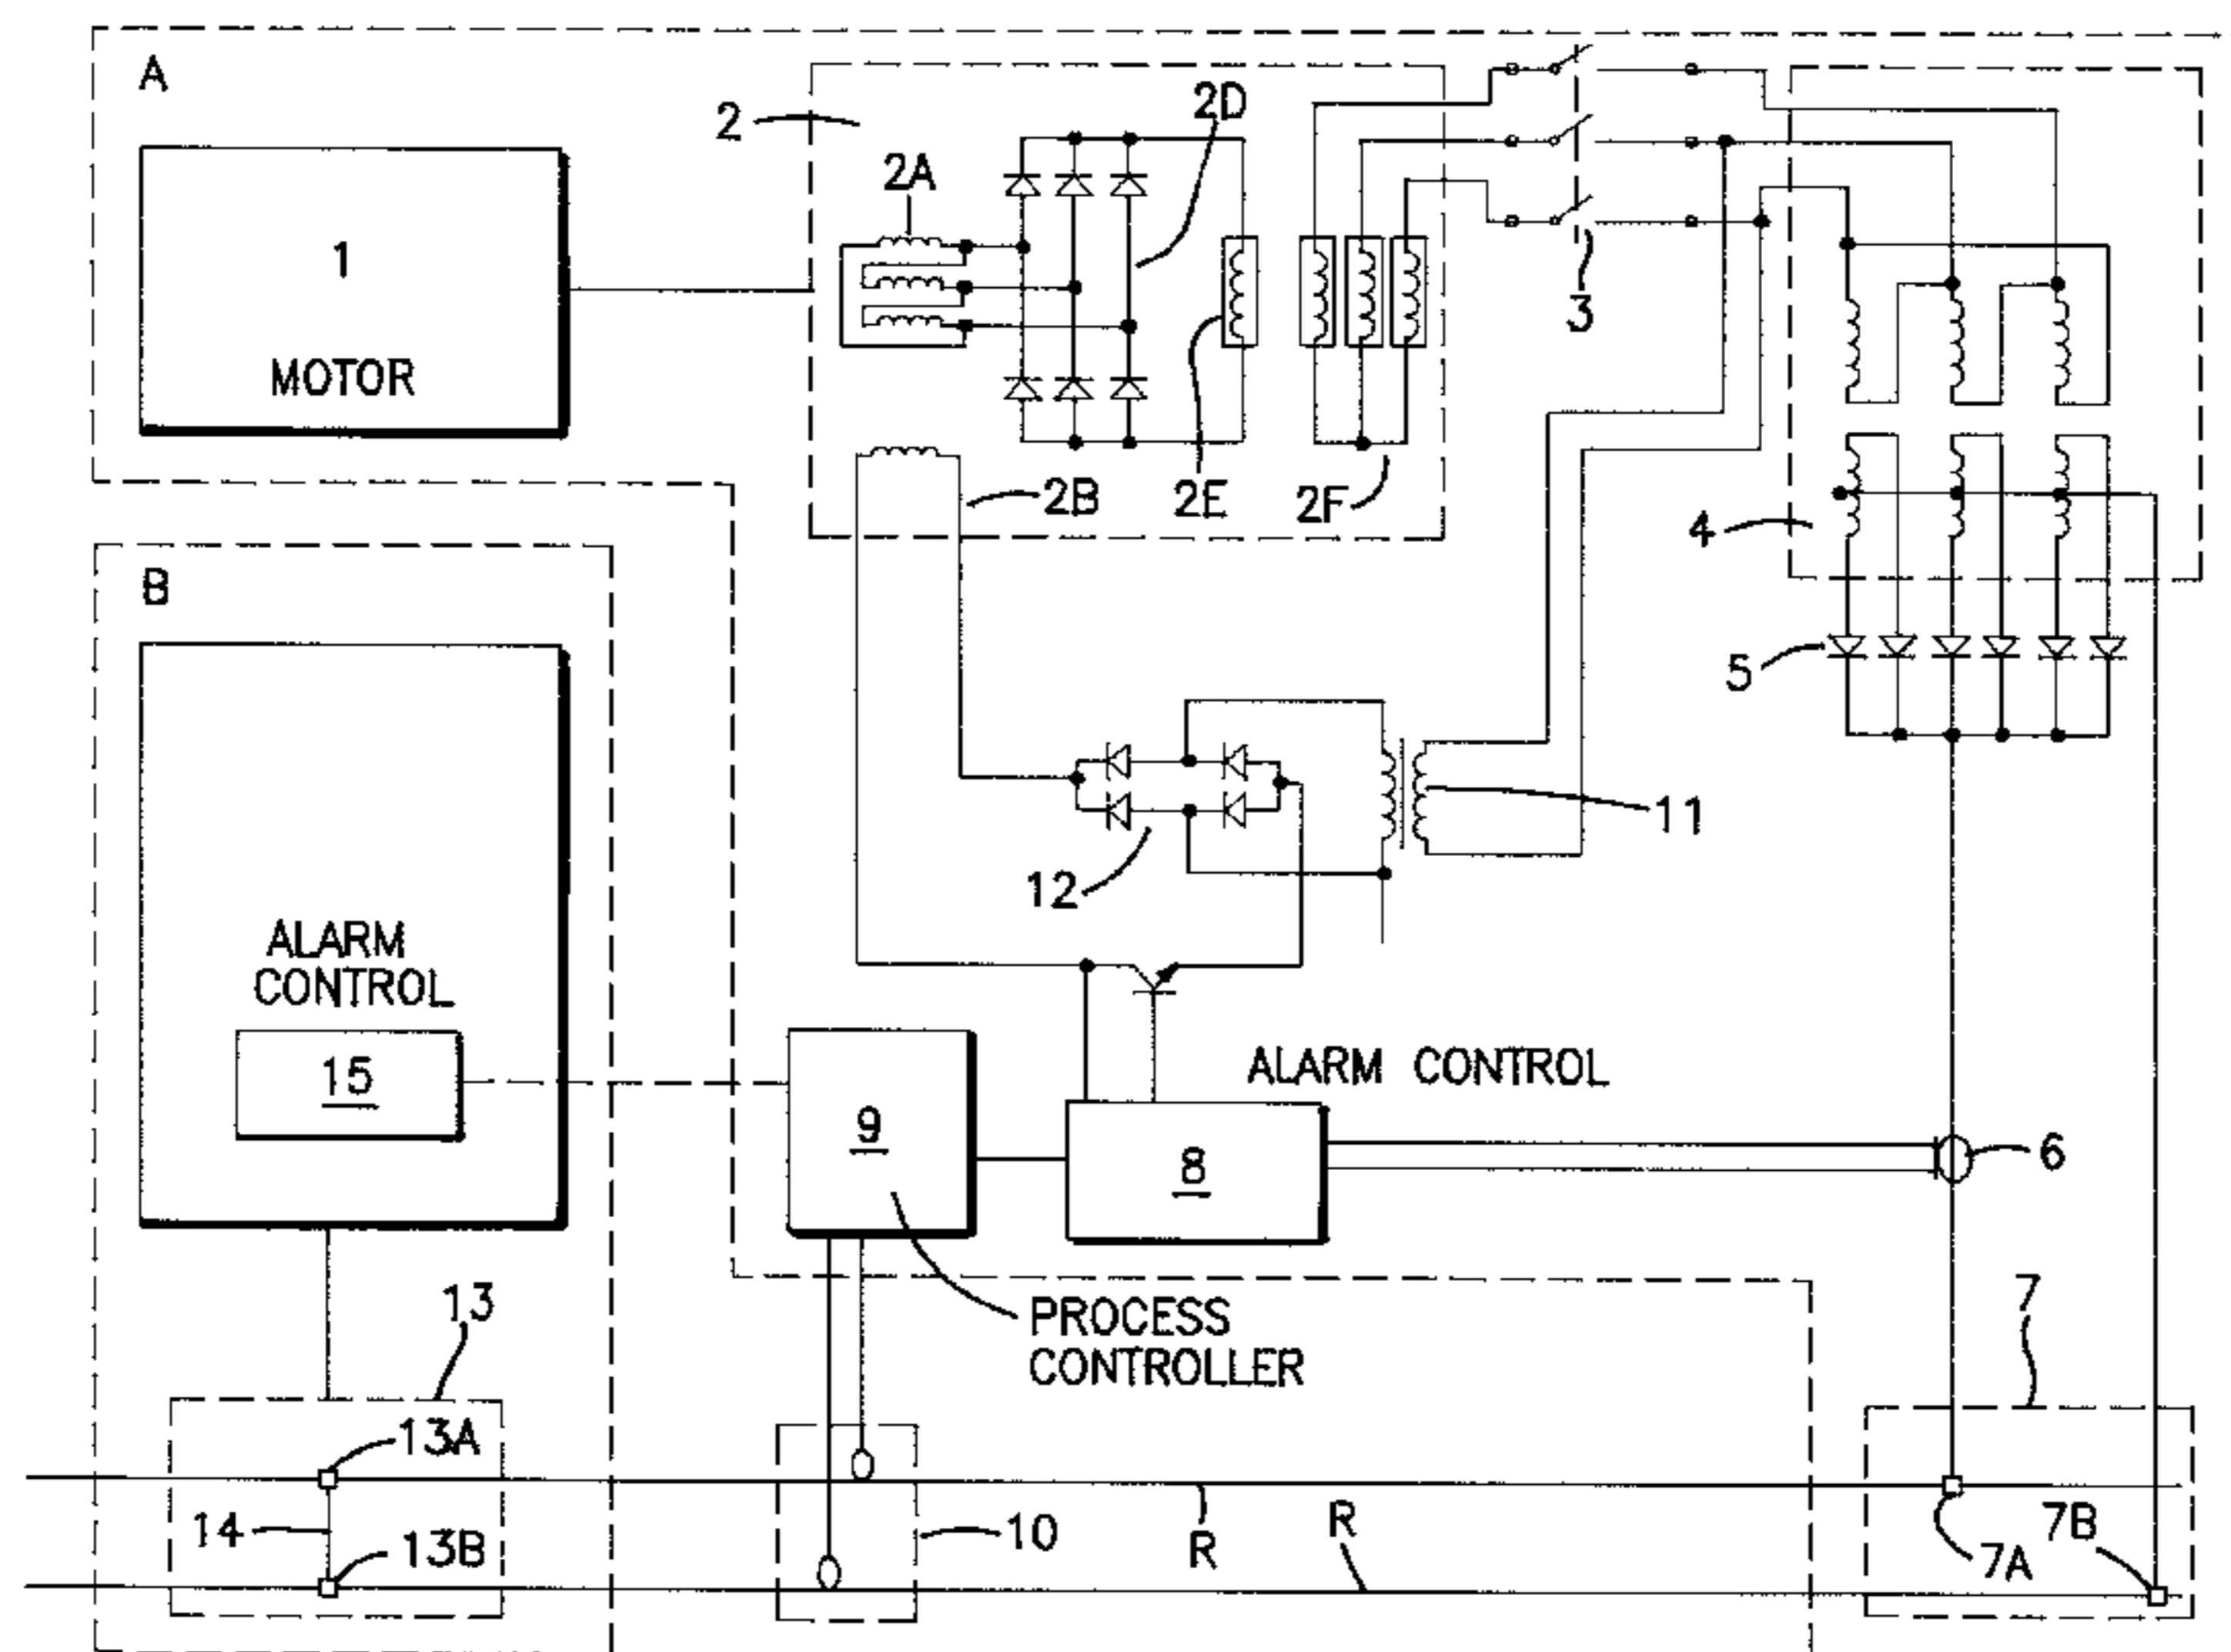 A
2
2D
2A
1
MOTOR
3
2B
2E
2F
4
B
5
11
12
ALARM
CONTROL
15
ALARM CONTROL
9
8
6
13
PROCESS
CONTROLLER
7
13A
14
13B
10
R
R
7B
7A